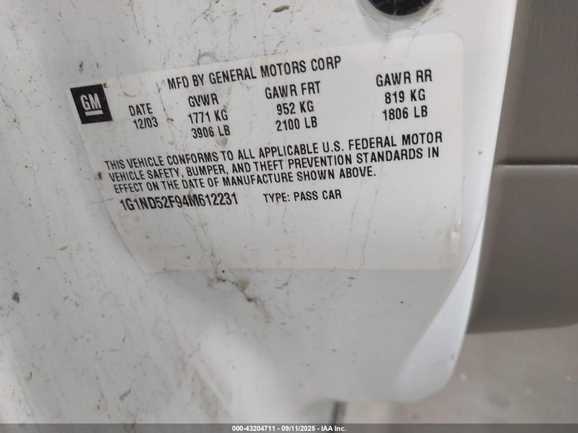 MFD BY GENERAL MOTORS CORP
GM
DATE GVWR GAWR FRT GAWR RR
12/03 1771 KG 952 KG 819 KG
3906 LB 2100 LB 1806 LB
THIS VEHICLE CONFORMS TO ALL APPLICABLE U.S. FEDERAL MOTOR
VEHICLE SAFETY, BUMPER, AND THEFT PREVENTION STANDARDS IN
EFFECT ON THE DATE OF MANUFACTURE SHOWN ABOVE.
1G1ND52F94M612231 TYPE: PASS CAR
000-43204711 - 09/11/2025 - IAA Inc.